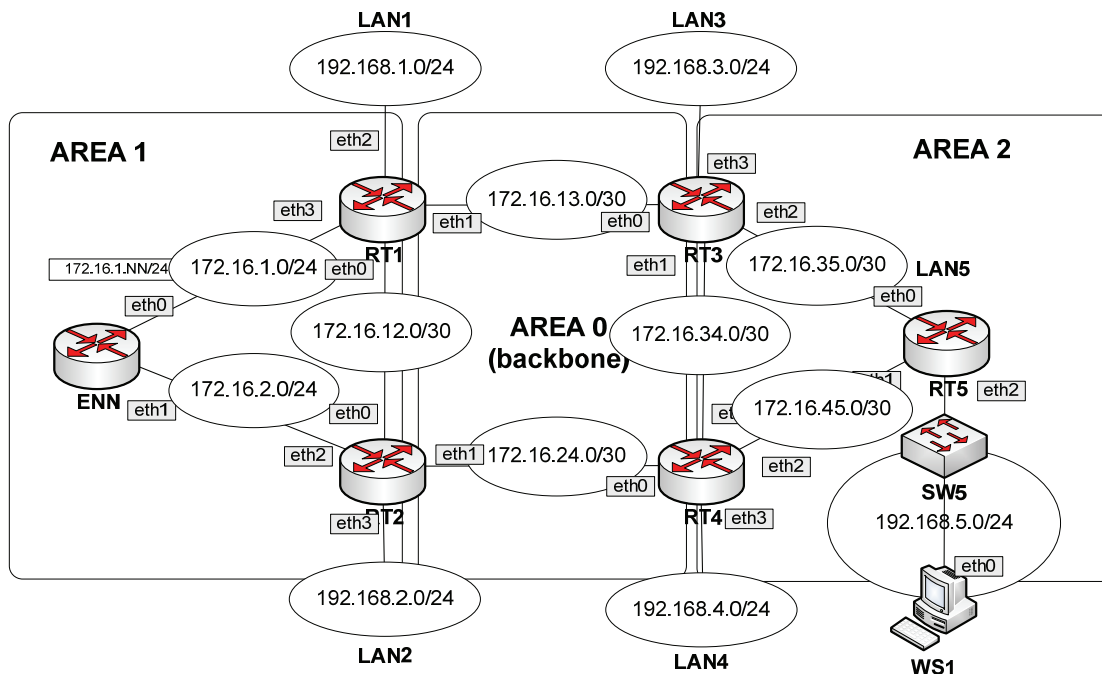 LAN1
LAN3
192.168.1.0/24
192.168.3.0/24
AREA 1
AREA 2
eth2
eth3
eth3
172.16.13.0/30
eth2
eth1
eth0
RT1
RT3
172.16.1.NN/24
172.16.1.0/24
eth0
eth1
172.16.35.0/30
LAN5
eth0
eth0
172.16.12.0/30
AREA 0
(backbone)
172.16.34.0/30
ENN
eth1
172.16.2.0/24
eth0
eth1
RT5
eth2
172.16.45.0/30
eth2
eth1
172.16.24.0/30
eth0
eth2
RT2
eth3
RT4
eth3
SW5
192.168.5.0/24
eth0
192.168.2.0/24
192.168.4.0/24
LAN2
LAN4
WS1